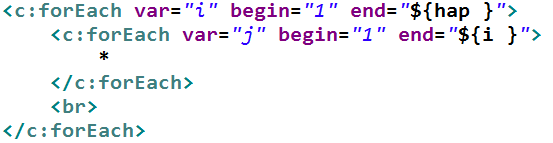 <c:forEach var="i" begin="1" end="${hap }">
<c:forEach var="j" begin="1" end="${i }>
*
</c:forEach>
<br>
</c:forEach>